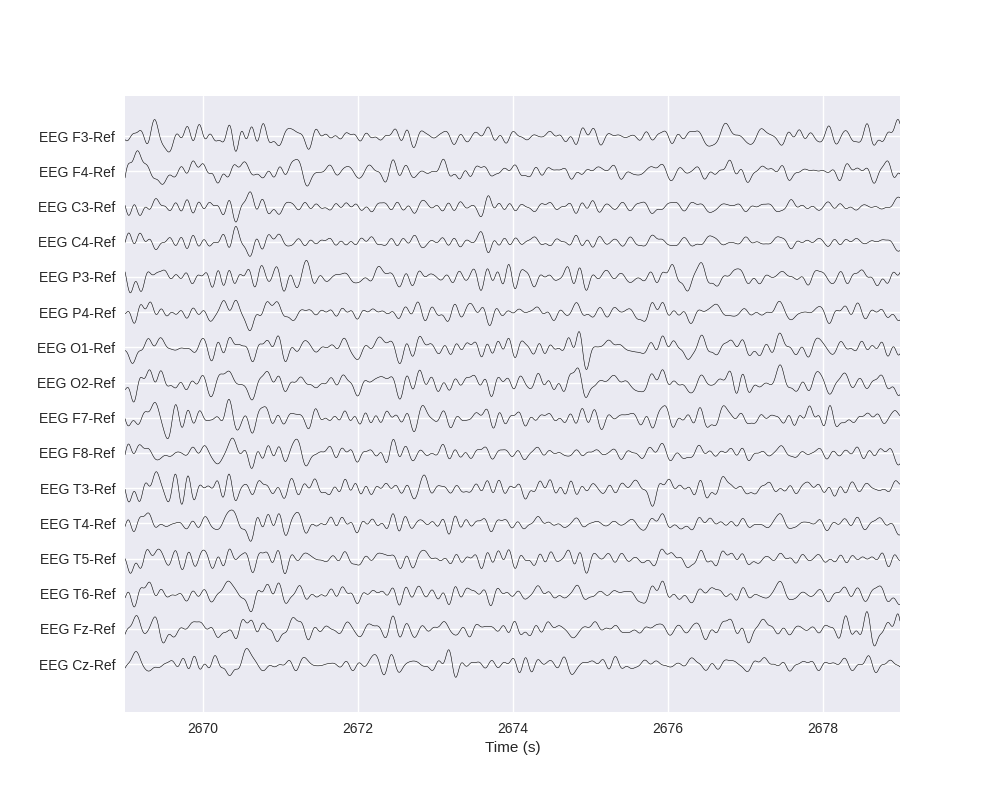 EEG F3-Ref
EEG F4-Ref
EEG C3-Ref
EEG C4-Ref
EEG P3-Ref
EEG P4-Ref
EEG O1-Ref
EEG O2-Ref
EEG F7-Ref
EEG F8-Ref
EEG T3-Ref
EEG T4-Ref
EEG T5-Ref
EEG T6-Ref
EEG Fz-Ref
EEG Cz-Ref
2670 2672 2674 2676 2678
Time (s)